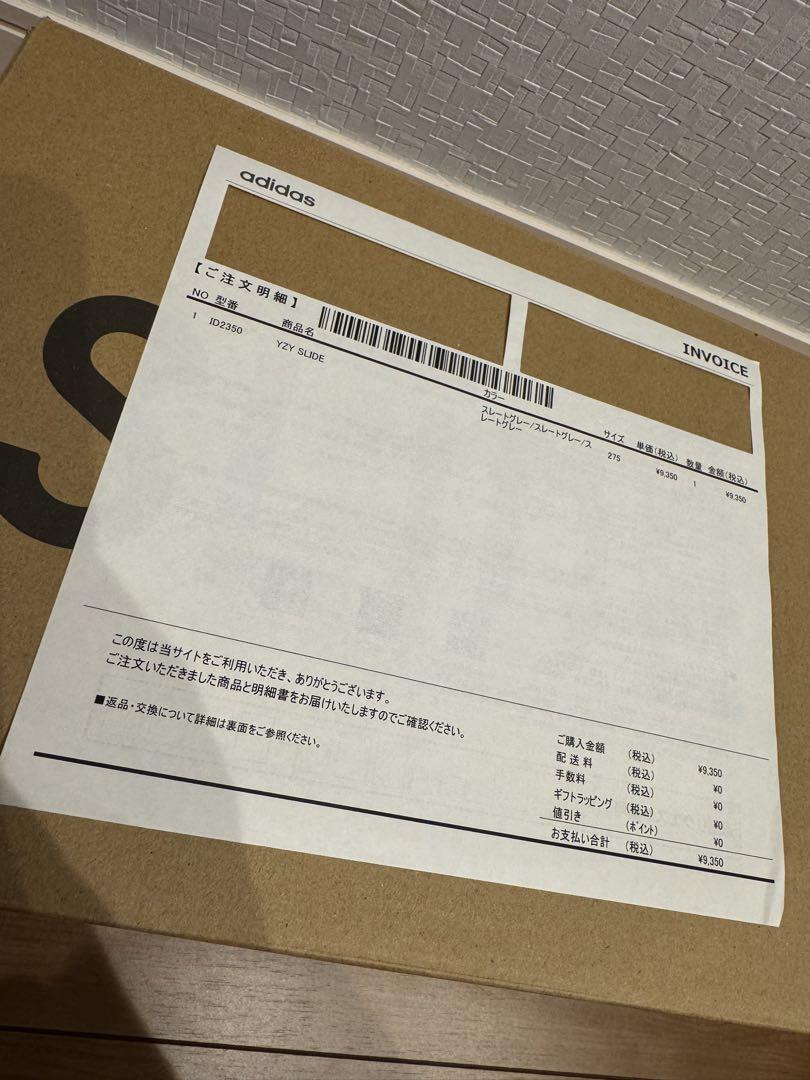 adidas
INVOICE
【ご注文明細】
NO 型番 商品名 カラー サイズ 単価(税込) 数量 金額(税込)
1 ID2350 YZY SLIDE スレートグレー/スレートグレー/ス 275 ¥9,350 1 ¥9,350
レートグレー
この度は当サイトをご利用いただき、ありがとうございます。
ご注文いただきました商品と明細書をお届けいたしますのでご確認ください。
■返品・交換について詳細は裏面をご参照ください。
ご購入金額 (税込) ¥9,350
配送料 (税込) ¥0
手数料 (税込) ¥0
ギフトラッピング (税込) ¥0
値引き (ポイント) ¥0
お支払い合計 (税込) ¥9,350
S